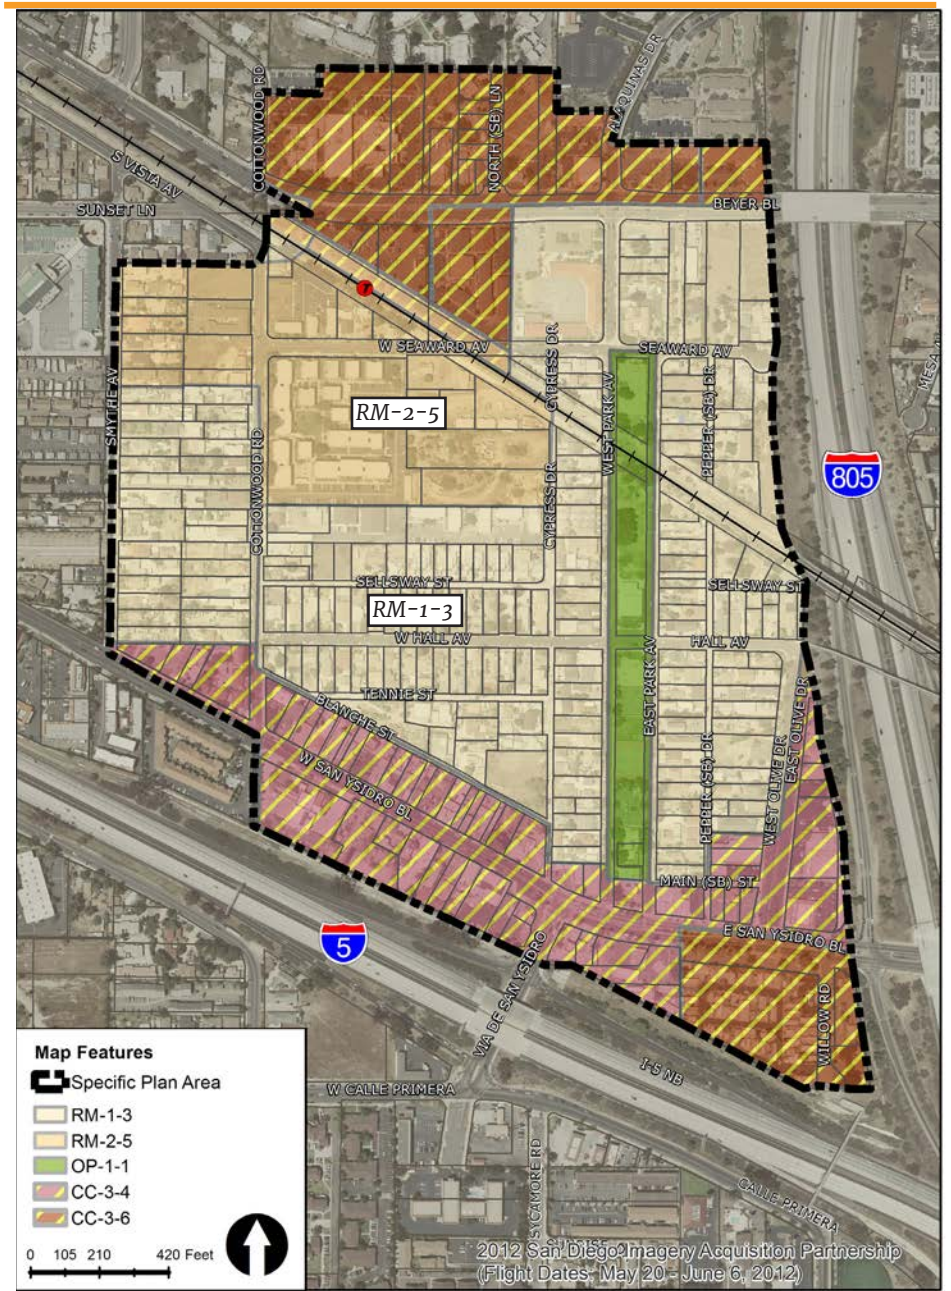 ALAQUINAS DR
COTTONWOOD RD
NORTH (SB) LN
S VISTA AV
SUNSET LN
BEYER BL
W SEAWARD AV
SEAWARD AV
CYPRESS DR
WEST PARK AV
PEPPER (SB) DR
SMYTHE AV
MESA
RM-2-5
805
COTTONWOOD RD
CYPRESS DR
SELLSWAY ST
SELLSWAY ST
RM-1-3
W HALL AV
HALL AV
EAST PARK AV
TENNIE ST
BLANCHE ST
EAST OLIVE DR
WEST OLIVE DR
PEPPER (SB) DR
W SAN YSIDRO BL
MAIN (SB) ST
E SAN YSIDRO BL
5
VIA DE SAN YSIDRO
WILLOW RD
I-5 NB
W CALLE PRIMERA
SYCAMORE RD
CALLE PRIMERA
Map Features
Specific Plan Area
RM-1-3
RM-2-5
OP-1-1
CC-3-4
CC-3-6
0 105 210 420 Feet
2012 San Diego Imagery Acquisition Partnership
(Flight Dates: May 20 - June 6, 2012)